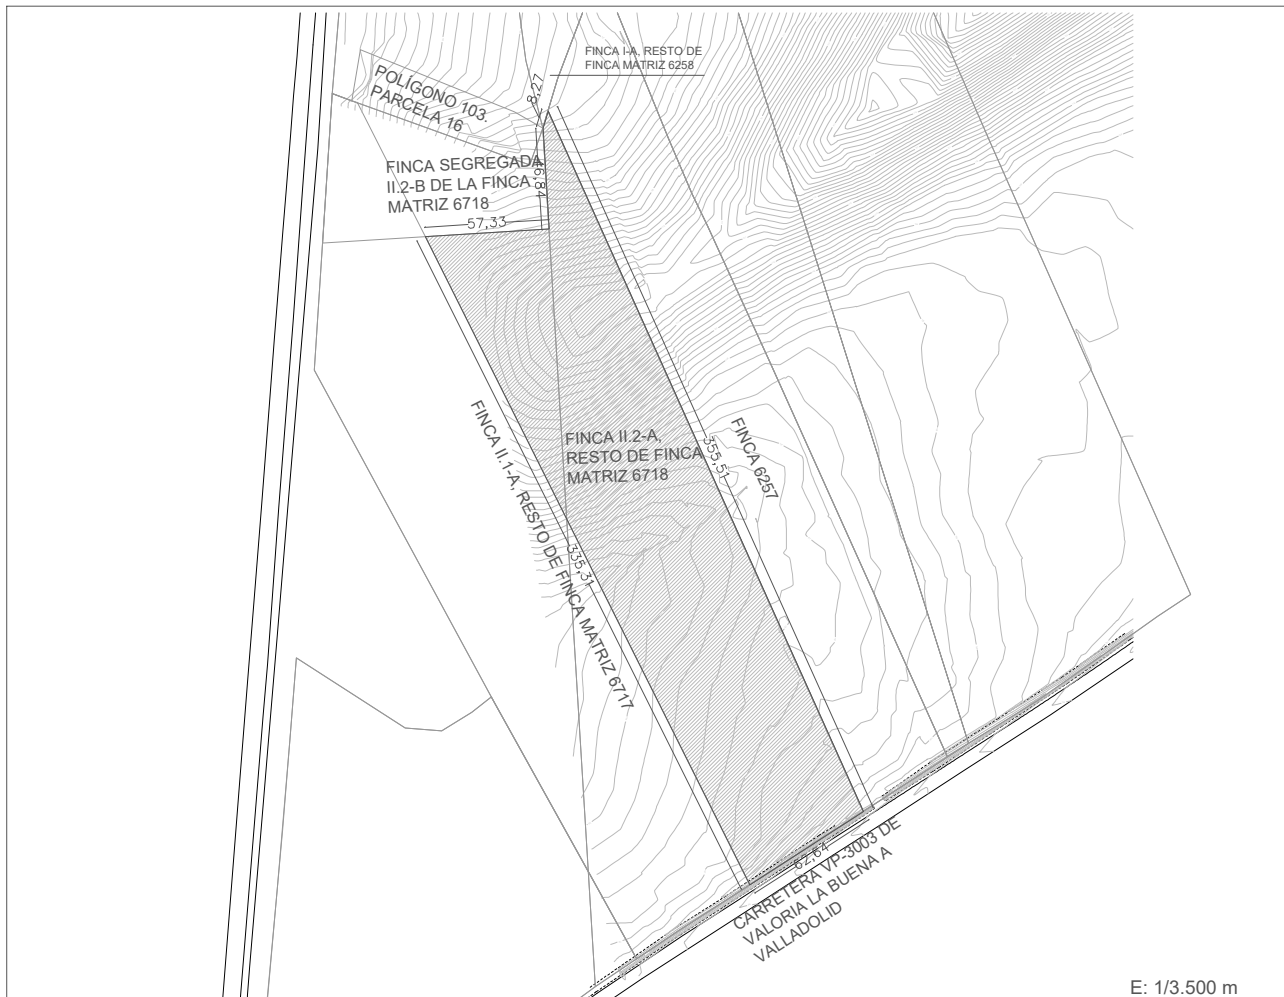 FINCA I-A, RESTO DE
FINCA MATRIZ 6258
8,27
POLÍGONO 103.
PARCELA 16
FINCA SEGREGADA
II.2-B DE LA FINCA
MATRIZ 6718
46,84
57,33
FINCA II.2-A,
RESTO DE FINCA
MATRIZ 6718
355,51
FINCA 6257
FINCA II.1-A, RESTO DE FINCA MATRIZ 6717
335,31
62,64
CARRETERA VP-3003 DE
VALORIA LA BUENA A
VALLADOLID
E: 1/3.500 m